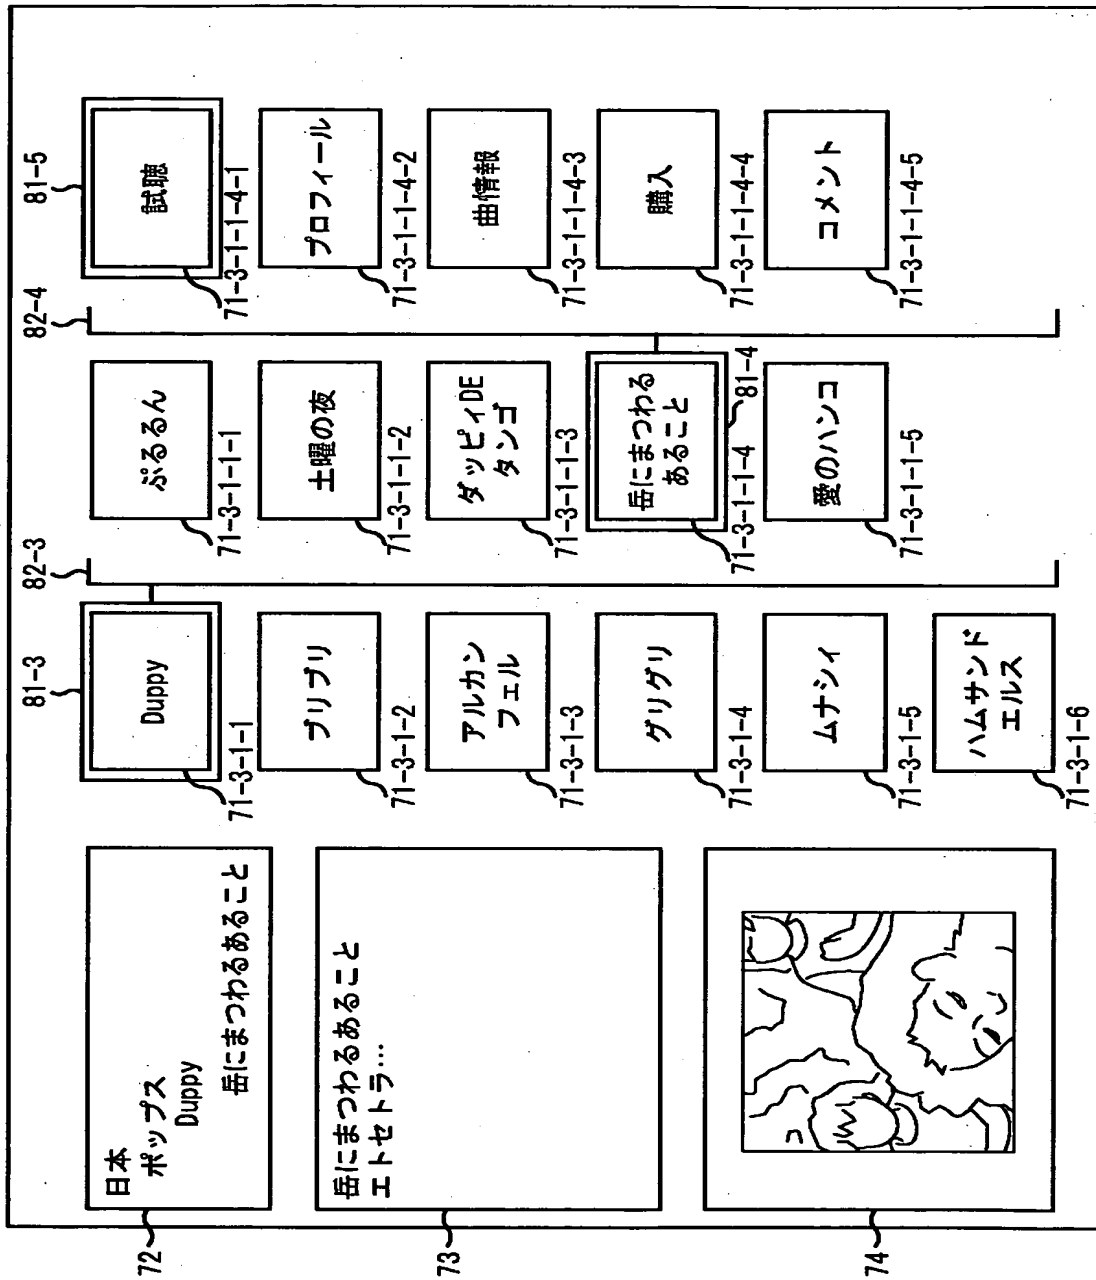 72
日本
ポップス
Duppy
岳にまつわるあること
73
岳にまつわるあること
エトセトラ…
74
81-3
Duppy
71-3-1-1
ブリブリ
71-3-1-2
アルカン
フェル
71-3-1-3
グリグリ
71-3-1-4
ムナシィ
71-3-1-5
ハムサンド
エルス
71-3-1-6
82-3
ぷるるん
71-3-1-1-1
土曜の夜
71-3-1-1-2
ダッピィDE
タンゴ
71-3-1-1-3
岳にまつわる
あること
71-3-1-1-4
81-4
愛のハンコ
71-3-1-1-5
82-4
81-5
試聴
71-3-1-1-4-1
プロフィール
71-3-1-1-4-2
曲情報
71-3-1-1-4-3
購入
71-3-1-1-4-4
コメント
71-3-1-1-4-5